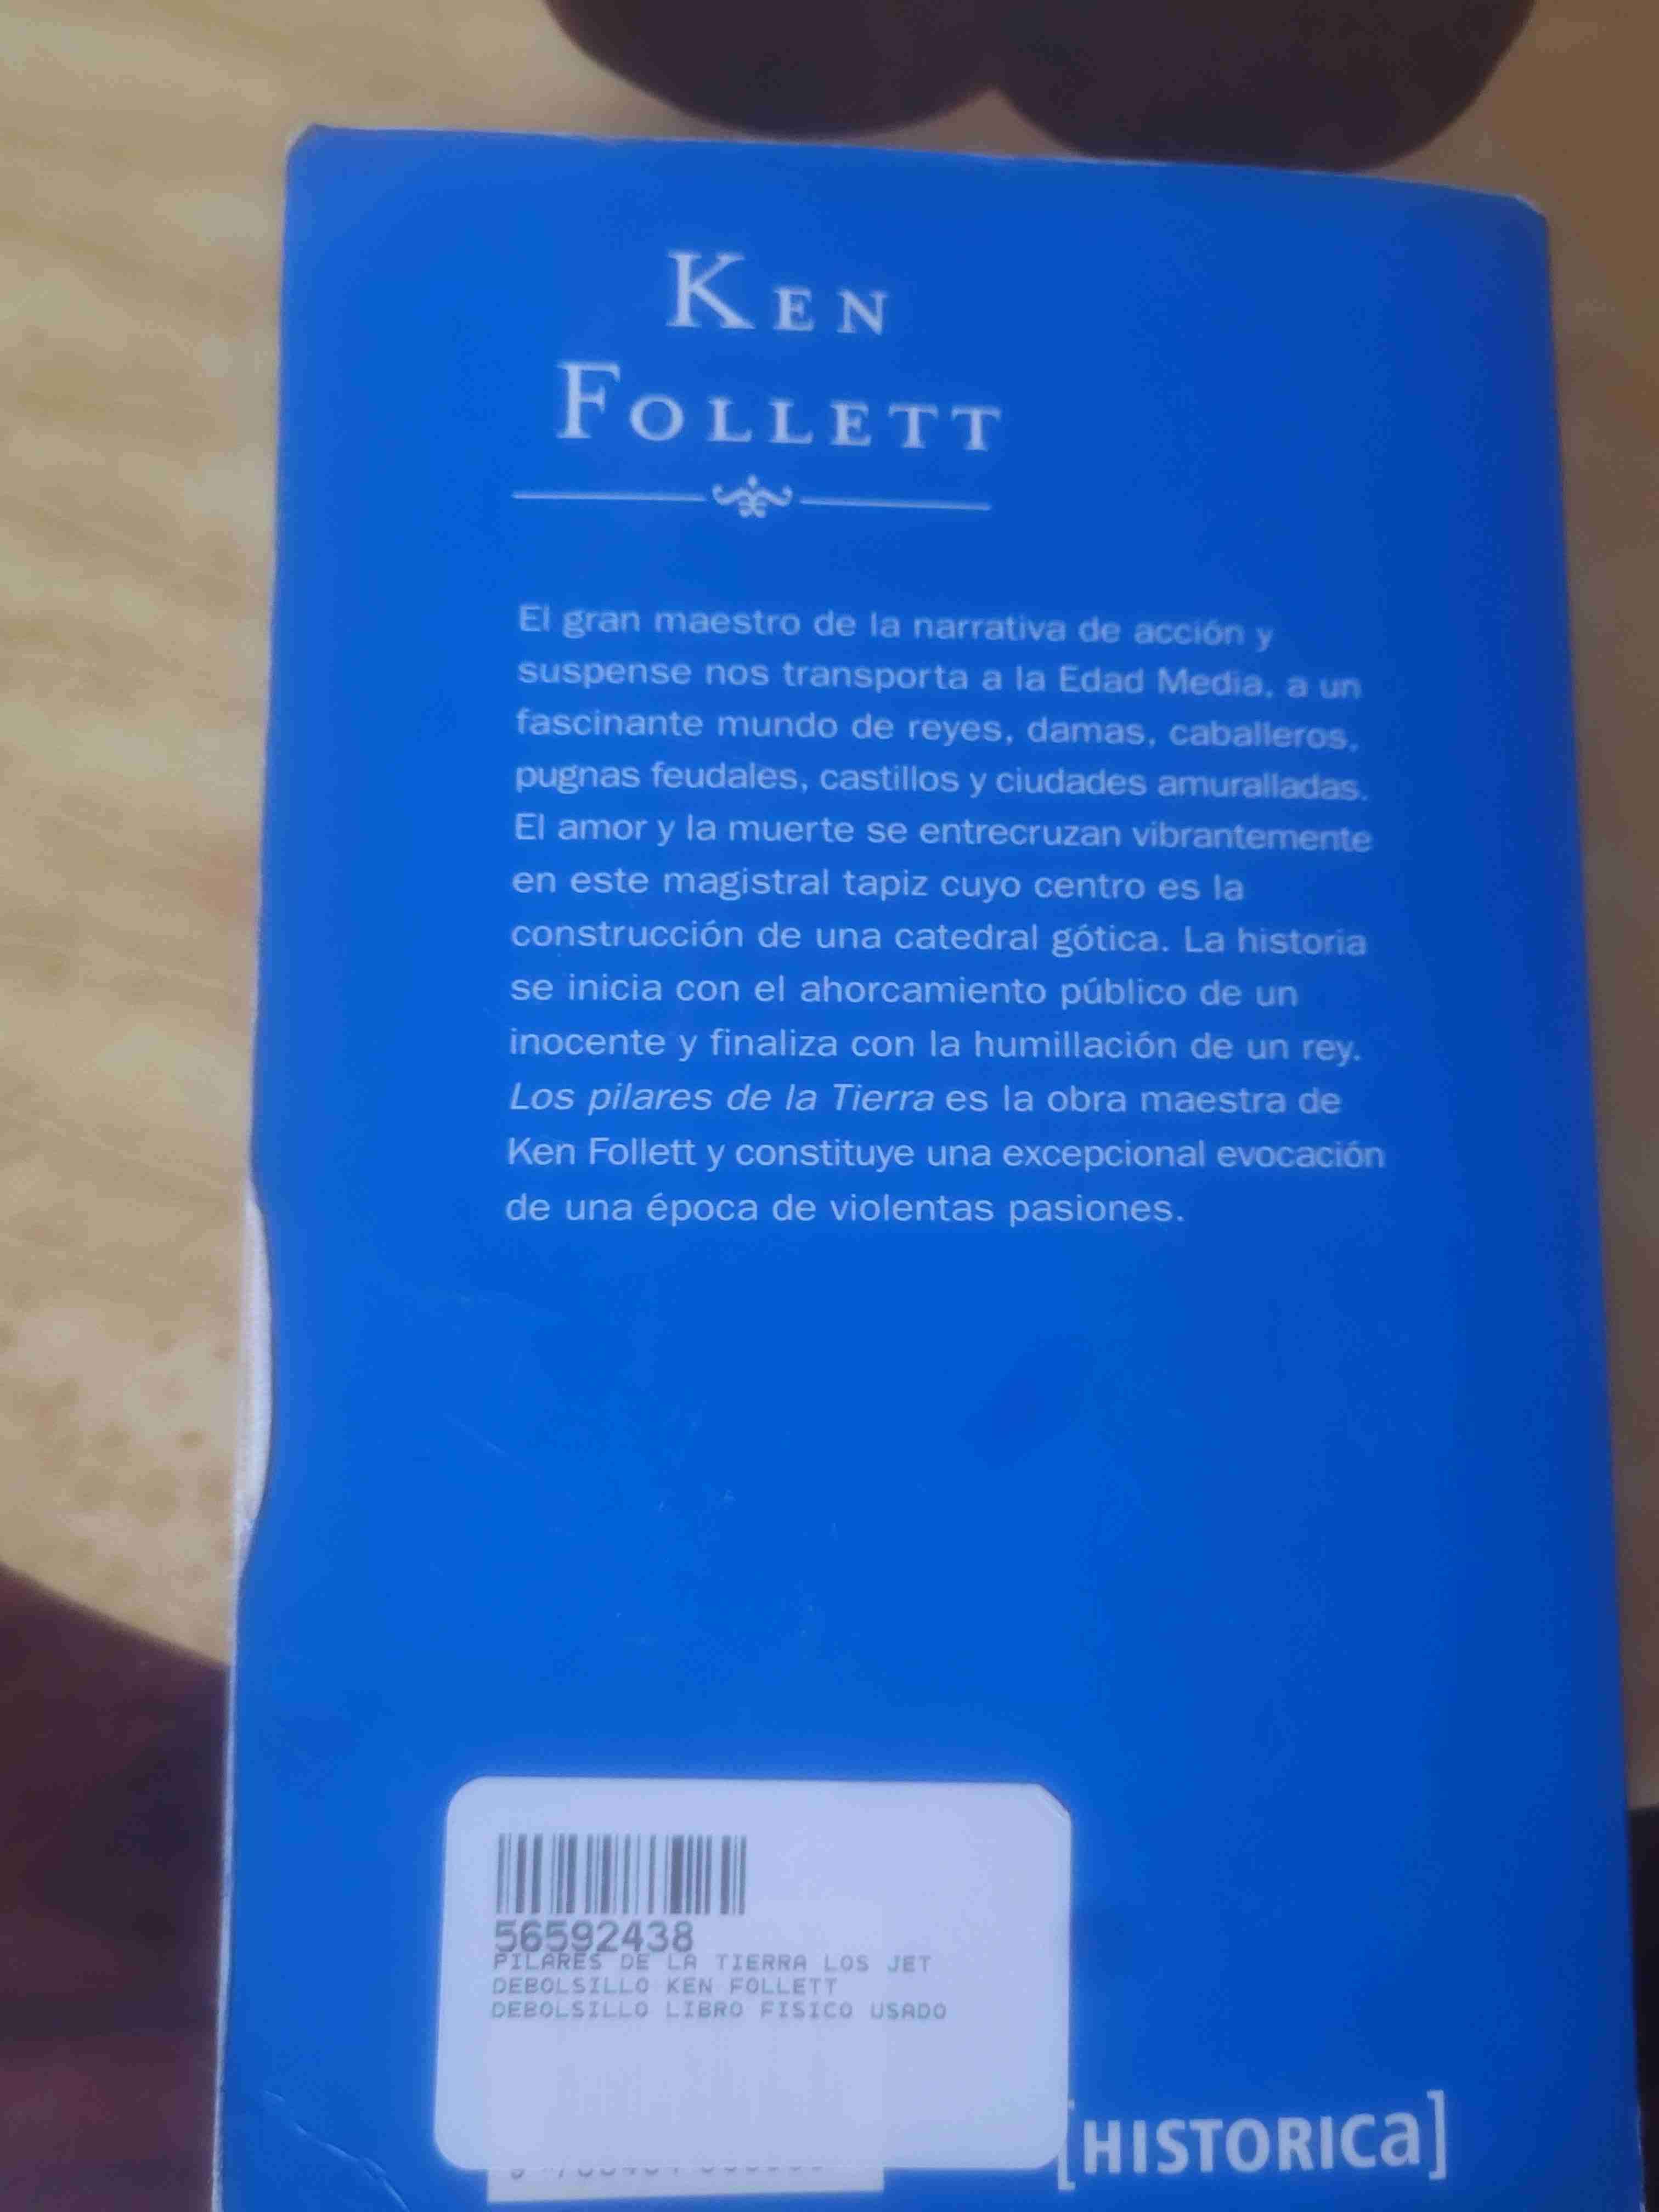 KEN
FOLLETT
El gran maestro de la narrativa de acción y
suspense nos transporta a la Edad Media, a un
fascinante mundo de reyes, damas, caballeros,
pugnas feudales, castillos y ciudades amuralladas.
El amor y la muerte se entrecruzan vibrantemente
en este magistral tapiz cuyo centro es la
construcción de una catedral gótica. La historia
se inicia con el ahorcamiento público de un
inocente y finaliza con la humillación de un rey.
Los pilares de la Tierra es la obra maestra de
Ken Follett y constituye una excepcional evocación
de una época de violentas pasiones.
56592438
PILARES DE LA TIERRA LOS JET
DEBOLSILLO KEN FOLLETT
DEBOLSILLO LIBRO FISICO USADO
[HISTORICa]